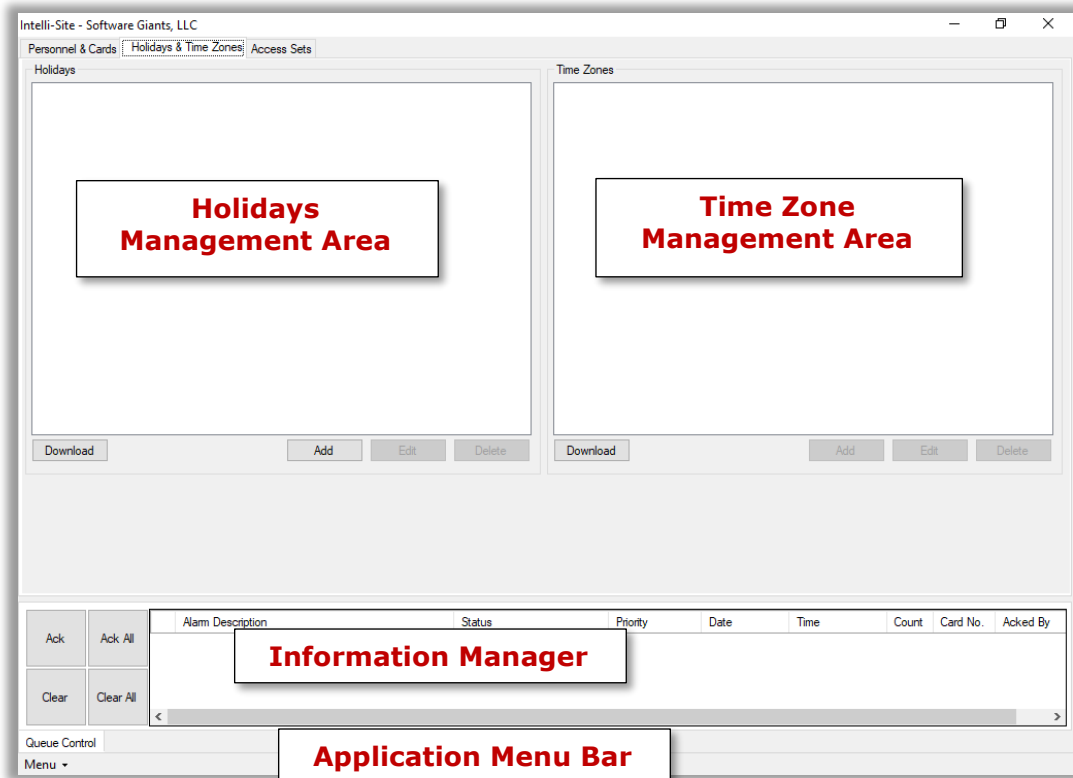 Intelli-Site - Software Giants, LLC
Personnel & Cards Holidays & Time Zones Access Sets
Holidays Time Zones
Holidays
Management Area
Time Zone
Management Area
Download Add Edit Delete Download Add Edit Delete
Ack Ack All Alarm Description Status Priority Date Time Count Card No. Acked By
Information Manager
Clear Clear All
Queue Control
Application Menu Bar
Menu